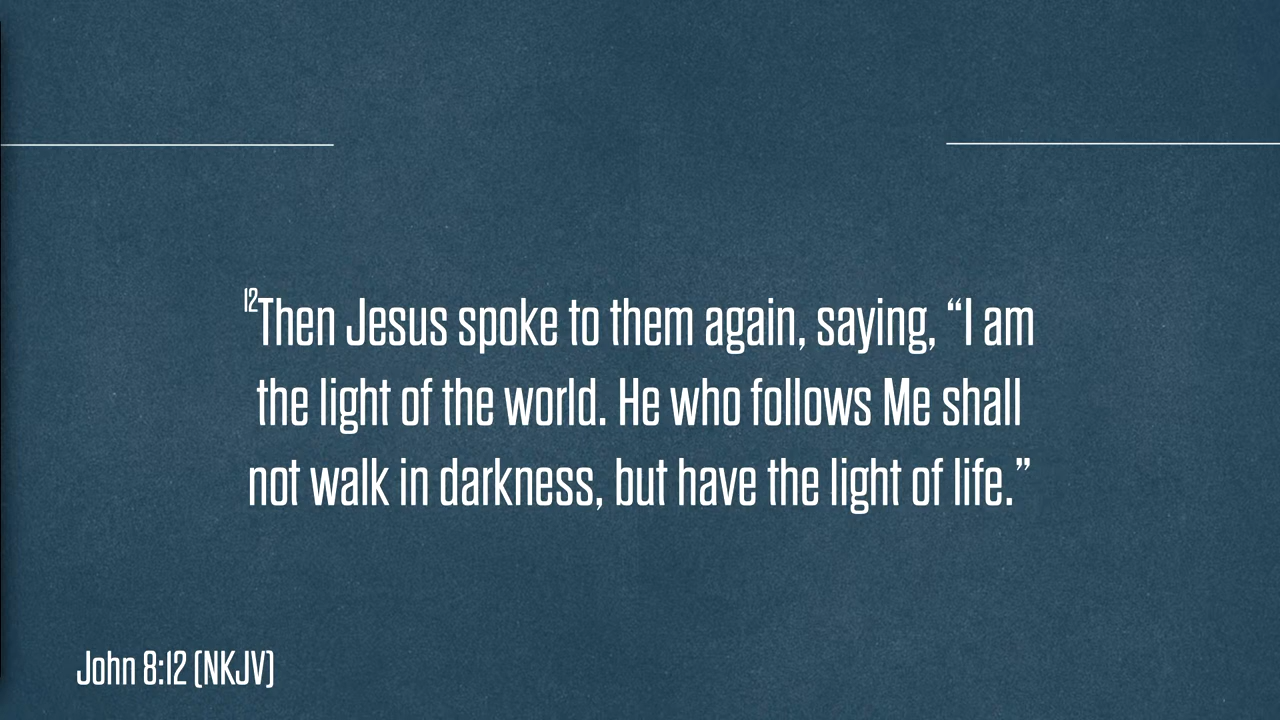 12Then Jesus spoke to them again, saying, “I am
the light of the world. He who follows Me shall
not walk in darkness, but have the light of life.”
John 8:12 (NKJV)